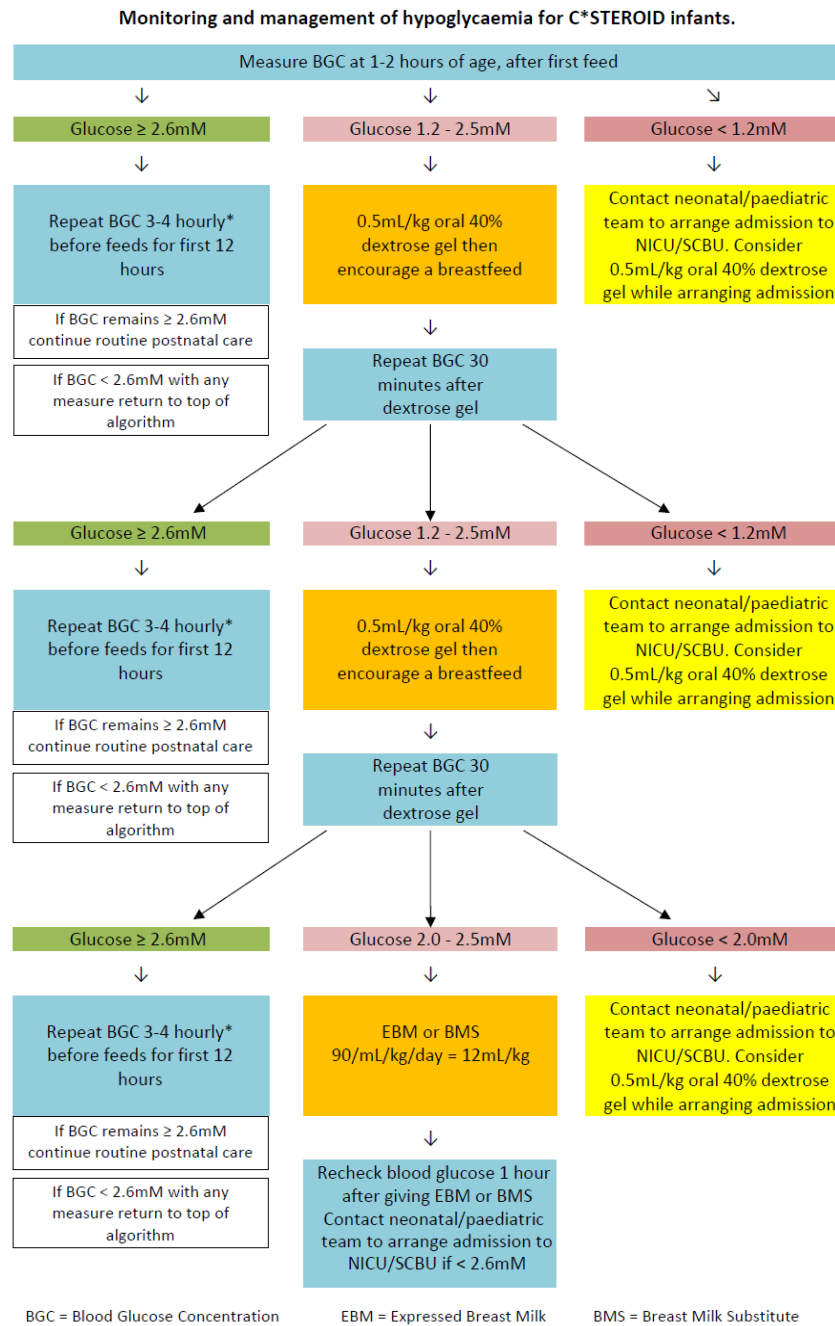 Monitoring and management of hypoglycaemia for C*STEROID infants.
Measure BGC at 1-2 hours of age, after first feed
↓ ↓ ↘
Glucose ≥ 2.6mM
Glucose 1.2 - 2.5mM
Glucose < 1.2mM
↓ ↓ ↓
Repeat BGC 3-4 hourly*
before feeds for first 12
hours
If BGC remains ≥ 2.6mM
continue routine postnatal care
If BGC < 2.6mM with any
measure return to top of
algorithm
0.5mL/kg oral 40%
dextrose gel then
encourage a breastfeed
↓
Repeat BGC 30
minutes after
dextrose gel
Contact neonatal/paediatric
team to arrange admission to
NICU/SCBU. Consider
0.5mL/kg oral 40% dextrose
gel while arranging admission
Glucose ≥ 2.6mM
Glucose 1.2 - 2.5mM
Glucose < 1.2mM
↓ ↓ ↓
Repeat BGC 3-4 hourly*
before feeds for first 12
hours
If BGC remains ≥ 2.6mM
continue routine postnatal care
If BGC < 2.6mM with any
measure return to top of
algorithm
0.5mL/kg oral 40%
dextrose gel then
encourage a breastfeed
↓
Repeat BGC 30
minutes after
dextrose gel
Contact neonatal/paediatric
team to arrange admission to
NICU/SCBU. Consider
0.5mL/kg oral 40% dextrose
gel while arranging admission
Glucose ≥ 2.6mM
Glucose 2.0 - 2.5mM
Glucose < 2.0mM
↓ ↓ ↓
Repeat BGC 3-4 hourly*
before feeds for first 12
hours
If BGC remains ≥ 2.6mM
continue routine postnatal care
If BGC < 2.6mM with any
measure return to top of
algorithm
EBM or BMS
90/mL/kg/day = 12mL/kg
↓
Recheck blood glucose 1 hour
after giving EBM or BMS
Contact neonatal/paediatric
team to arrange admission to
NICU/SCBU if < 2.6mM
Contact neonatal/paediatric
team to arrange admission to
NICU/SCBU. Consider
0.5mL/kg oral 40% dextrose
gel while arranging admission
BGC = Blood Glucose Concentration
EBM = Expressed Breast Milk
BMS = Breast Milk Substitute